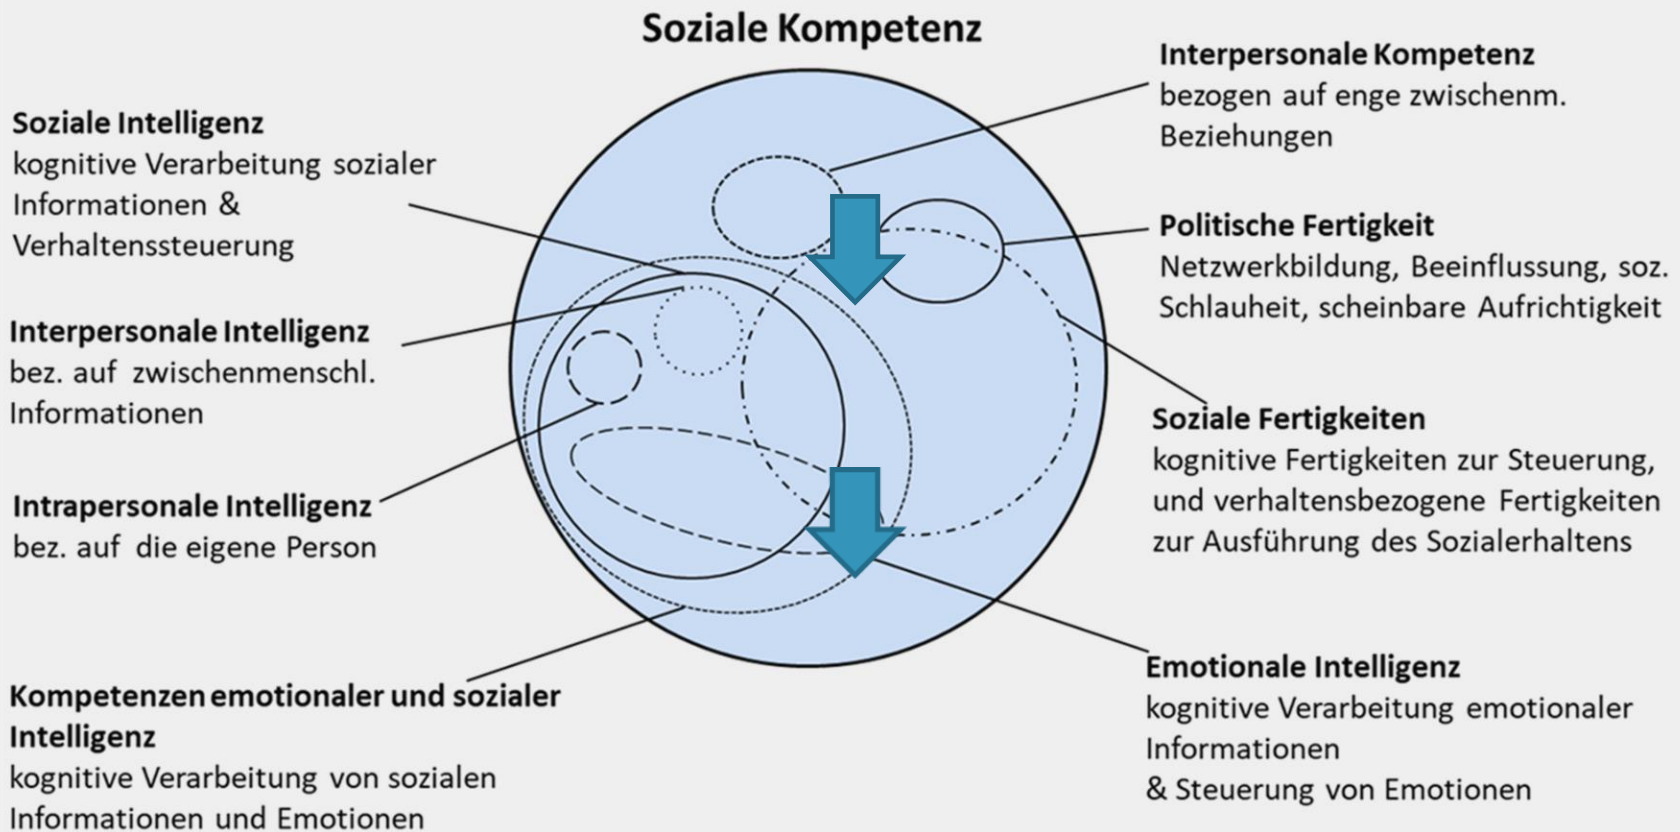 Soziale Kompetenz
Soziale Intelligenz
kognitive Verarbeitung sozialer
Informationen &
Verhaltenssteuerung
Interpersonale Intelligenz
bez. auf zwischenmenschl.
Informationen
Intrapersonale Intelligenz
bez. auf die eigene Person
Kompetenzen emotionaler und sozialer
Intelligenz
kognitive Verarbeitung von sozialen
Informationen und Emotionen
Interpersonale Kompetenz
bezogen auf enge zwischenm.
Beziehungen
Politische Fertigkeit
Netzwerkbildung, Beeinflussung, soz.
Schlauheit, scheinbare Aufrichtigkeit
Soziale Fertigkeiten
kognitive Fertigkeiten zur Steuerung,
und verhaltensbezogene Fertigkeiten
zur Ausführung des Sozialerhaltens
Emotionale Intelligenz
kognitive Verarbeitung emotionaler
Informationen
& Steuerung von Emotionen